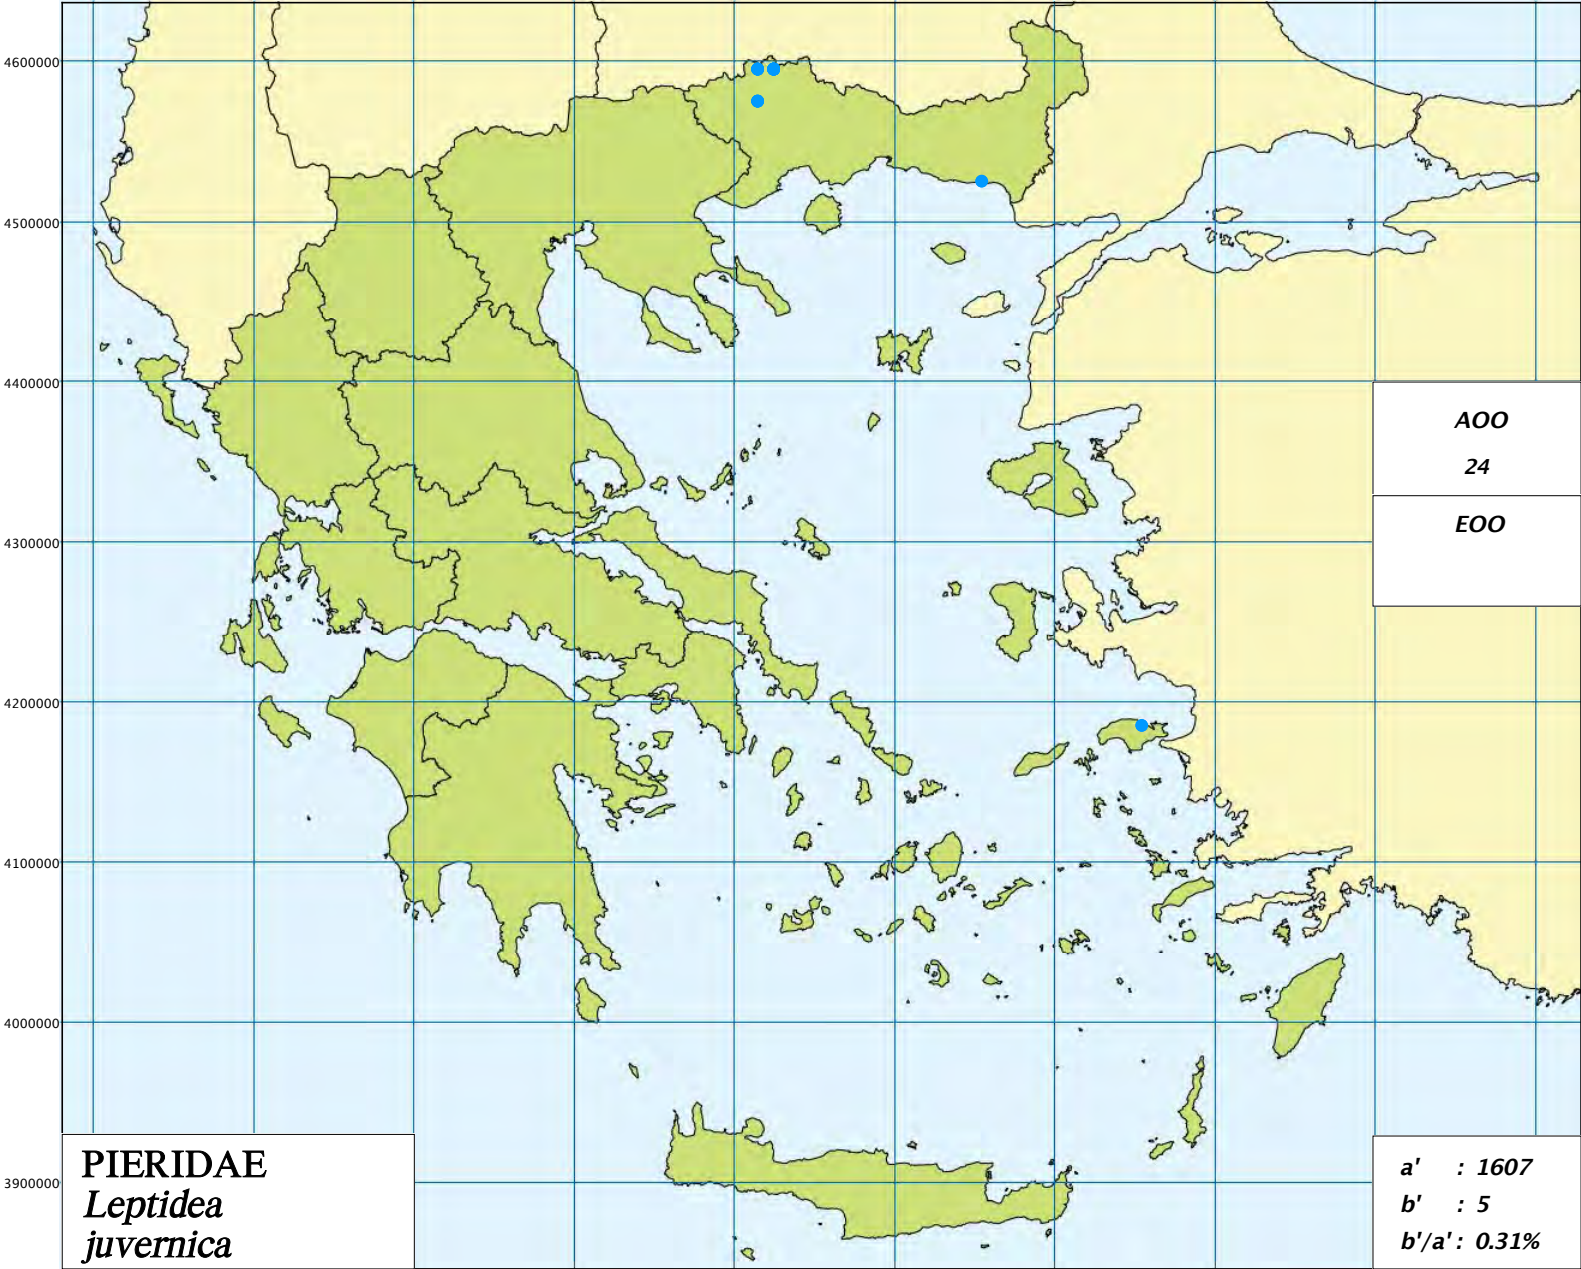 4600000
4500000
4400000
4300000
4200000
4100000
4000000
3900000
AOO
24
EOO
PIERIDAE
Leptidea
juvernica
a' : 1607
b' : 5
b'/a' : 0.31%